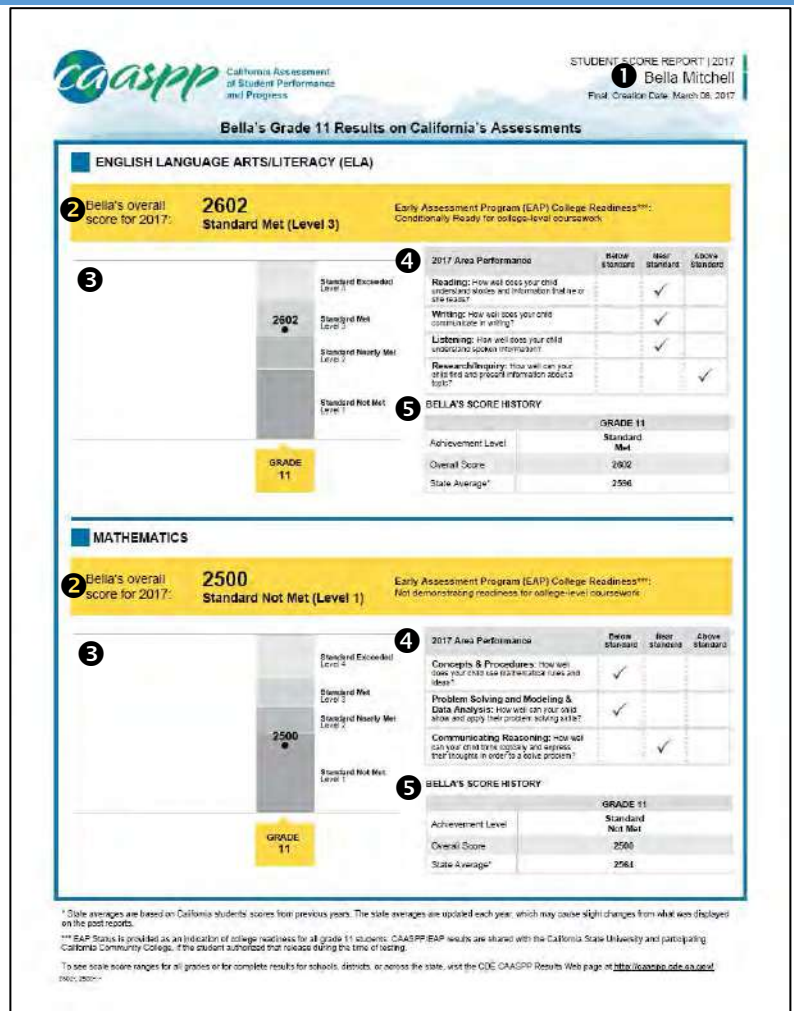 caaspp
California Assessment
of Student Performance
and Progress
STUDENT SCORE REPORT | 2017
❶ Bella Mitchell
Final, Creation Date: March 06, 2017
Bella's Grade 11 Results on California's Assessments
ENGLISH LANGUAGE ARTS/LITERACY (ELA)
❷ Bella's overall
score for 2017:
2602
Standard Met (Level 3)
Early Assessment Program (EAP) College Readiness***:
Conditionally Ready for college-level coursework
❸
Standard Exceeded
Level 4
2602
Standard Met
Level 3
Standard Nearly Met
Level 2
Standard Not Met
Level 1
GRADE
11
❹
2017 Area Performance
Below
Standard
Near
Standard
Above
Standard
Reading: How well does your child
understand stories and information that he or
she reads?
✓
Writing: How well does your child
communicate in writing?
✓
Listening: How well does your child
understand spoken information?
✓
Research/Inquiry: How well can your
child find and present information about a
topic?
✓
❺ BELLA'S SCORE HISTORY
GRADE 11
Achievement Level
Standard
Met
Overall Score 2602
State Average* 2596
MATHEMATICS
❷ Bella's overall
score for 2017:
2500
Standard Not Met (Level 1)
Early Assessment Program (EAP) College Readiness***:
Not demonstrating readiness for college-level coursework
❸
Standard Exceeded
Level 4
Standard Met
Level 3
Standard Nearly Met
Level 2
2500
Standard Not Met
Level 1
GRADE
11
❹
2017 Area Performance
Below
Standard
Near
Standard
Above
Standard
Concepts & Procedures: How well
does your child use mathematical rules and
ideas?
✓
Problem Solving and Modeling &
Data Analysis: How well can your child
show and apply their problem solving skills?
✓
Communicating Reasoning: How well
can your child think logically and express
their thoughts in order to a solve problem?
✓
❺ BELLA'S SCORE HISTORY
GRADE 11
Achievement Level
Standard
Not Met
Overall Score 2500
State Average*
* State averages are based on California students' scores from previous years. The state averages are updated each year, which may cause slight changes from what was displayed
on the past reports.
*** EAP Status is provided as an indication of college readiness for all grade 11 students. CAASPP/EAP results are shared with the California State University and participating
California Community College, if the student authorized that release during the time of testing.
To see scale score ranges for all grades or for complete results for schools, districts, or across the state, visit the CDE CAASPP Results Web page at http://caaspp.cde.ca.gov/.